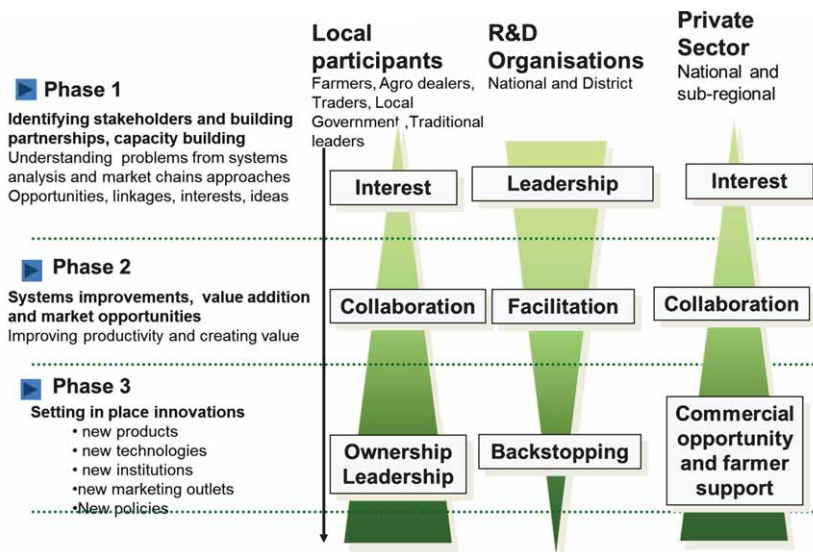 Local
participants
Farmers, Agro dealers,
Traders, Local
Government ,Traditional
leaders
R&D
Organisations
National and District
Private
Sector
National and
sub-regional
Phase 1
Identifying stakeholders and building
partnerships, capacity building
Understanding problems from systems
analysis and market chains approaches
Opportunities, linkages, interests, ideas
Interest
Leadership
Interest
Phase 2
Systems improvements, value addition
and market opportunities
Improving productivity and creating value
Collaboration
Facilitation
Collaboration
Phase 3
Setting in place innovations
• new products
• new technologies
• new institutions
•new marketing outlets
•New policies
Ownership
Leadership
Backstopping
Commercial
opportunity
and farmer
support